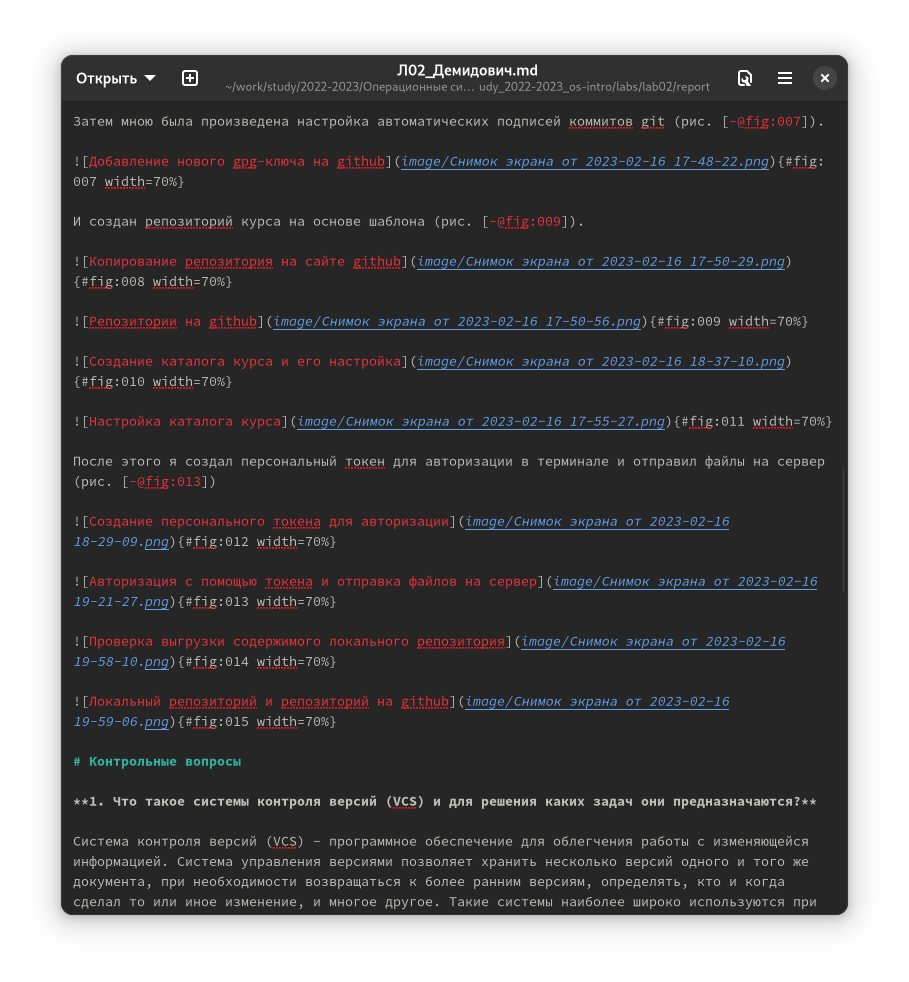 Открыть
Л02_Демидович.md
~/work/study/2022-2023/Операционные си… udy_2022-2023_os-intro/labs/lab02/report
Затем мною была произведена настройка автоматических подписей коммитов git (рис. [-@fig:007]).
![Добавление нового gpg-ключа на github](image/Снимок экрана от 2023-02-16 17-48-22.png){#fig:
007 width=70%}
И создан репозиторий курса на основе шаблона (рис. [-@fig:009]).
![Копирование репозитория на сайте github](image/Снимок экрана от 2023-02-16 17-50-29.png)
{#fig:008 width=70%}
![Репозитории на github](image/Снимок экрана от 2023-02-16 17-50-56.png){#fig:009 width=70%}
![Создание каталога курса и его настройка](image/Снимок экрана от 2023-02-16 18-37-10.png)
{#fig:010 width=70%}
![Настройка каталога курса](image/Снимок экрана от 2023-02-16 17-55-27.png){#fig:011 width=70%}
После этого я создал персональный токен для авторизации в терминале и отправил файлы на сервер
(рис. [-@fig:013])
![Создание персонального токена для авторизации](image/Снимок экрана от 2023-02-16
18-29-09.png){#fig:012 width=70%}
![Авторизация с помощью токена и отправка файлов на сервер](image/Снимок экрана от 2023-02-16
19-21-27.png){#fig:013 width=70%}
![Проверка выгрузки содержимого локального репозитория](image/Снимок экрана от 2023-02-16
19-58-10.png){#fig:014 width=70%}
![Локальный репозиторий и репозиторий на github](image/Снимок экрана от 2023-02-16
19-59-06.png){#fig:015 width=70%}
# Контрольные вопросы
**1. Что такое системы контроля версий (VCS) и для решения каких задач они предназначаются?**
Система контроля версий (VCS) – программное обеспечение для облегчения работы с изменяющейся
информацией. Система управления версиями позволяет хранить несколько версий одного и того же
документа, при необходимости возвращаться к более ранним версиям, определять, кто и когда
сделал то или иное изменение, и многое другое. Такие системы наиболее широко используются при